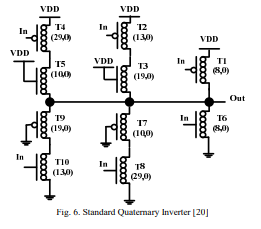 VDD
VDD
In
T4
(29,0)
In
T2
(13,0)
VDD
VDD
T5
(10,0)
VDD
T3
(19,0)
In
T1
(8,0)
Out
T9
(19,0)
T7
(10,0)
In
T6
(8,0)
In
T10
(13,0)
In
T8
(29,0)
Fig. 6. Standard Quaternary Inverter [20]